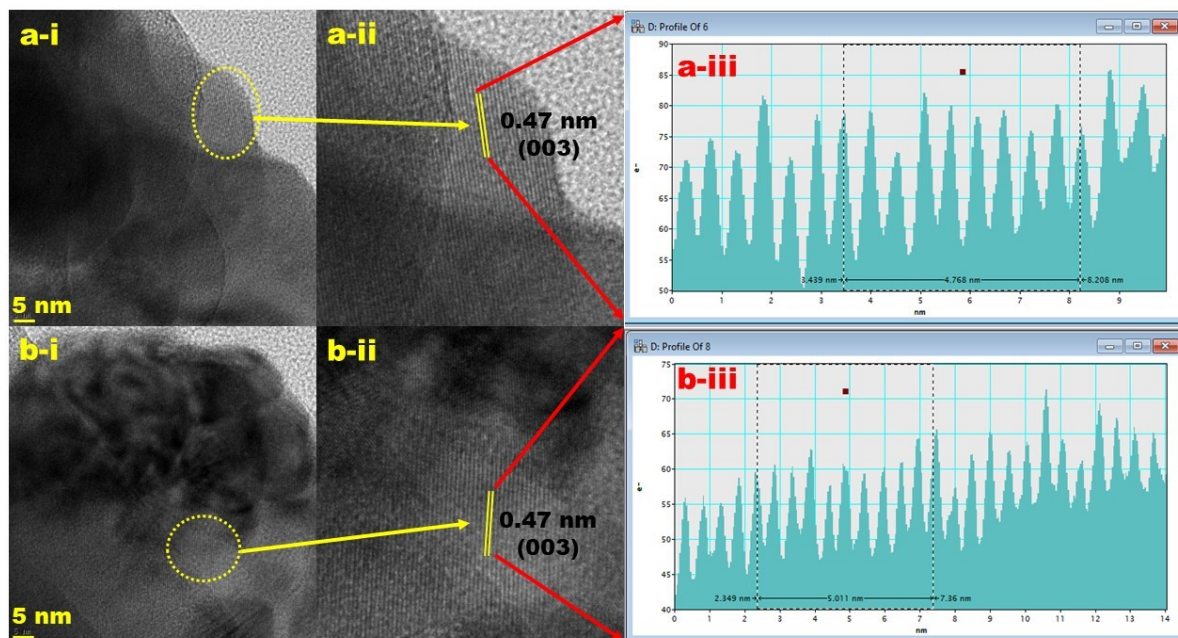 a-i
5 nm
a-ii
0.47 nm
(003)
D: Profile Of 6
a-iii
90
85
80
75
70
65
60
55
50
e-
3.439 nm
4.768 nm
8.208 nm
0 1 2 3 4 5 6 7 8 9
nm
b-i
5 nm
b-ii
0.47 nm
(003)
D: Profile Of 8
b-iii
75
70
65
60
55
50
45
40
e-
2.349 nm
5.011 nm
7.36 nm
0 1 2 3 4 5 6 7 8 9 10 11 12 13 14
nm